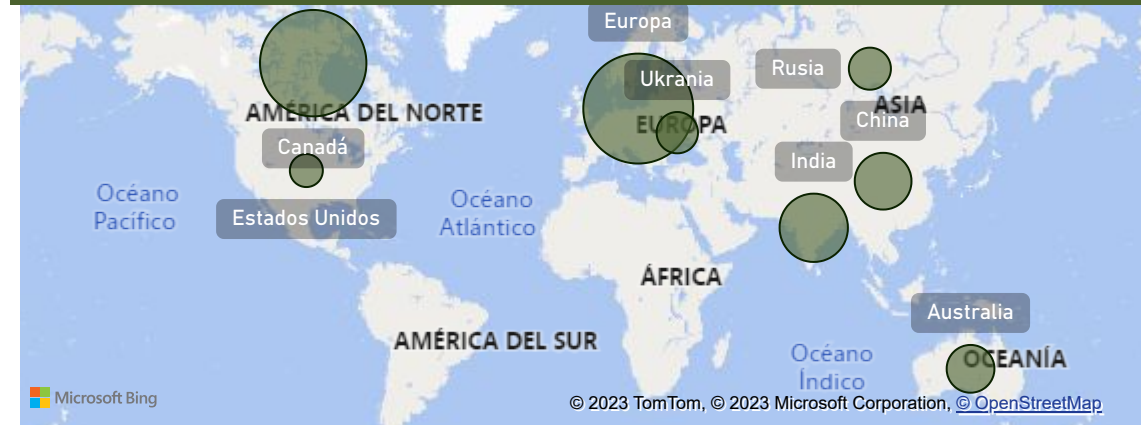 Europa
Ukrania
Rusia
AMÉRICA DEL NORTE
ASIA
China
EUROPA
Canadá
India
Océano
Pacífico
Océano
Atlántico
Estados Unidos
ÁFRICA
Australia
AMÉRICA DEL SUR
Océano
Índico
OCEANÍA
Microsoft Bing
© 2023 TomTom, © 2023 Microsoft Corporation, © OpenStreetMap